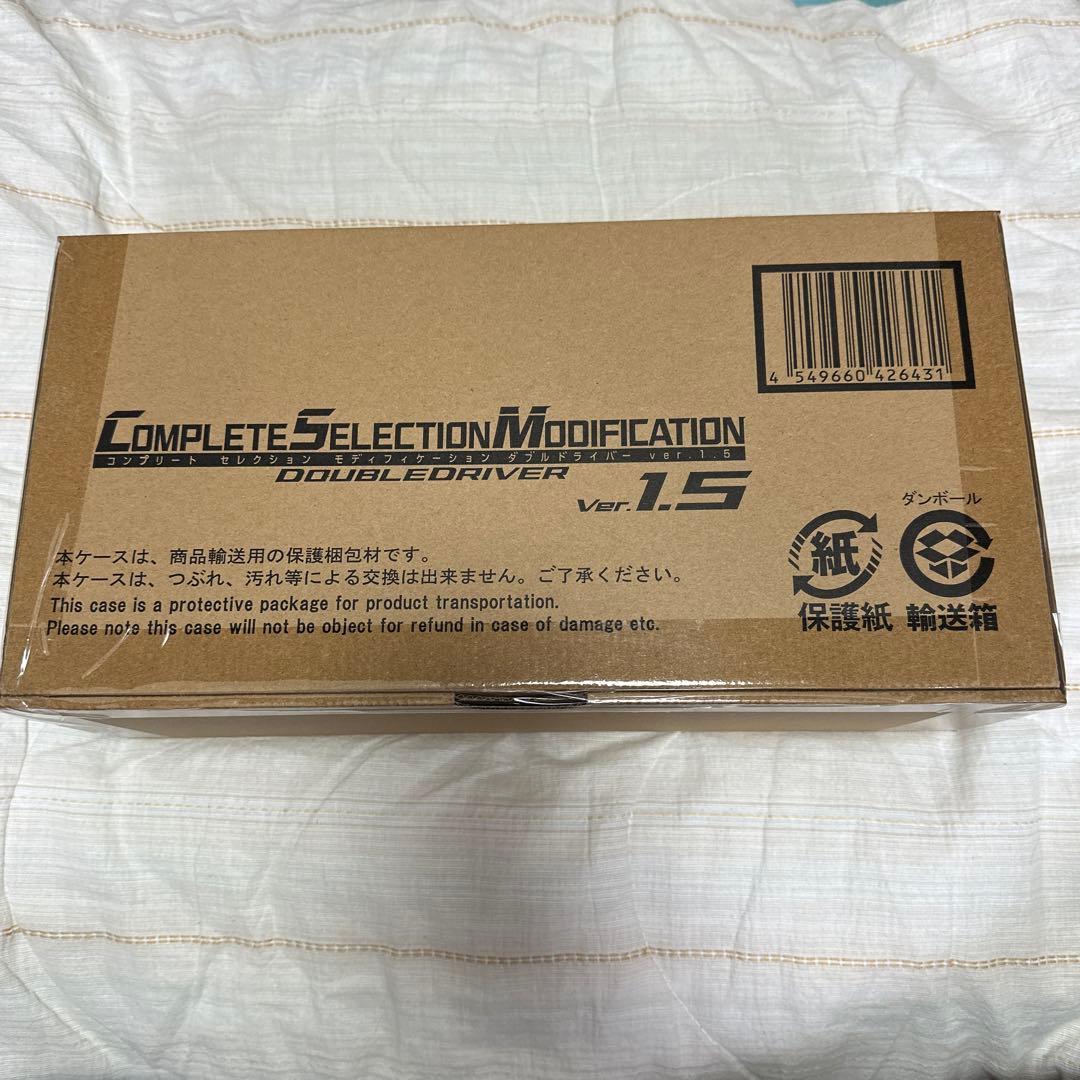 4 549660 426431
COMPLETE SELECTION MODIFICATION
コンプリート セレクション モディフィケーション ダブルドライバー ver.1.5
DOUBLEDRIVER
Ver.1.5
本ケースは、商品輸送用の保護梱包材です。
本ケースは、つぶれ、汚れ等による交換は出来ません。ご了承ください。
This case is a protective package for product transportation.
Please note this case will not be object for refund in case of damage etc.
ダンボール
紙
保護紙 輸送箱